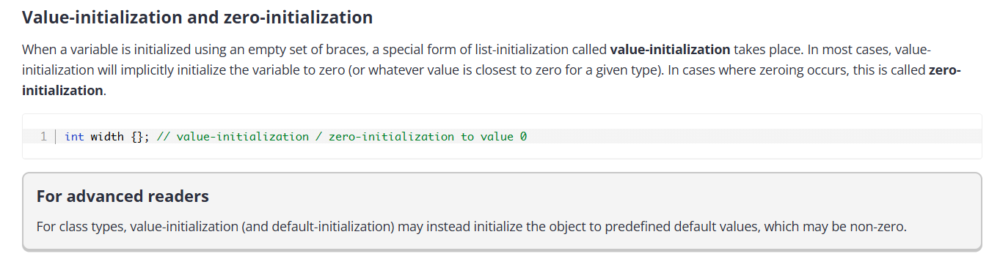 Value-initialization and zero-initialization
When a variable is initialized using an empty set of braces, a special form of list-initialization called value-initialization takes place. In most cases, value-
initialization will implicitly initialize the variable to zero (or whatever value is closest to zero for a given type). In cases where zeroing occurs, this is called zero-
initialization.
1 int width {}; // value-initialization / zero-initialization to value 0
For advanced readers
For class types, value-initialization (and default-initialization) may instead initialize the object to predefined default values, which may be non-zero.